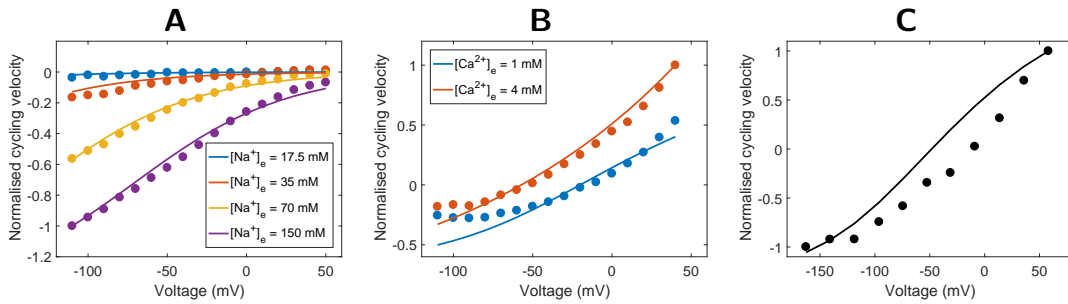 A
Normalised cycling velocity
0
-0.2
-0.4
-0.6
-0.8
-1
-1.2
-100
-50
0
50
Voltage (mV)
[Na⁺]ₑ = 17.5 mM
[Na⁺]ₑ = 35 mM
[Na⁺]ₑ = 70 mM
[Na⁺]ₑ = 150 mM
B
Normalised cycling velocity
1
0.5
0
-0.5
-100
-50
0
50
Voltage (mV)
[Ca²⁺]ₑ = 1 mM
[Ca²⁺]ₑ = 4 mM
C
Normalised cycling velocity
1
0.5
0
-0.5
-1
-150
-100
-50
0
50
Voltage (mV)